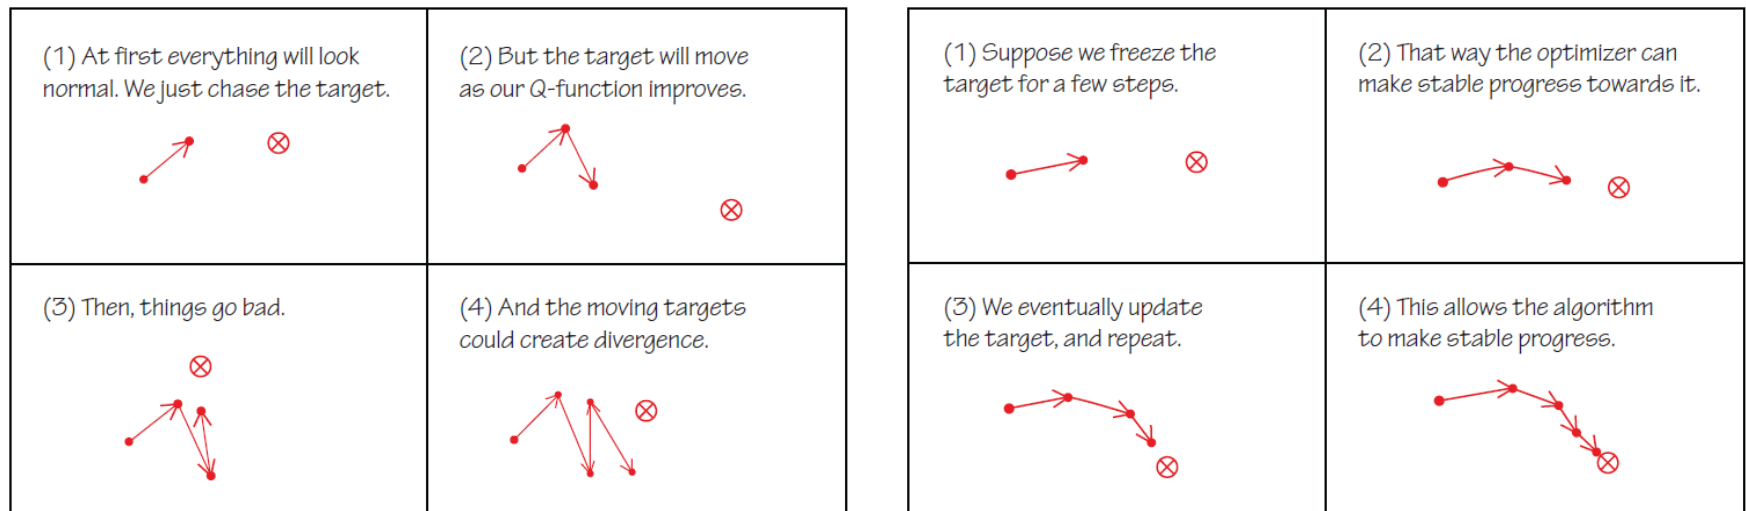 (1) At first everything will look
normal. We just chase the target.
(2) But the target will move
as our Q-function improves.
(3) Then, things go bad.
(4) And the moving targets
could create divergence.
(1) Suppose we freeze the
target for a few steps.
(2) That way the optimizer can
make stable progress towards it.
(3) We eventually update
the target, and repeat.
(4) This allows the algorithm
to make stable progress.